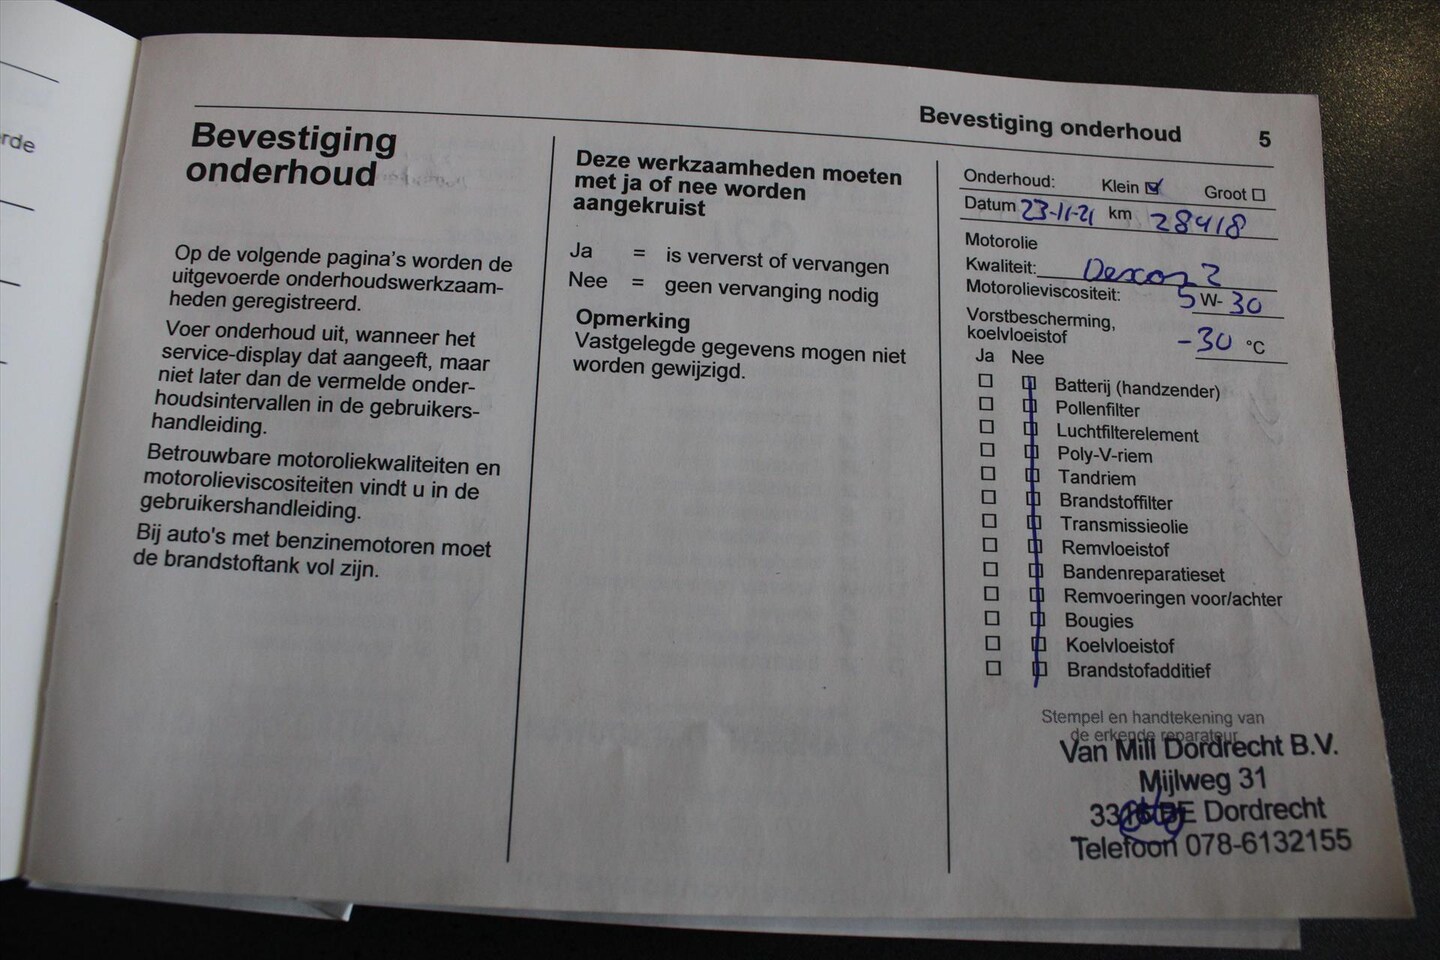 rde
Bevestiging onderhoud 5
Bevestiging
onderhoud
Op de volgende pagina's worden de
uitgevoerde onderhoudswerkzaam-
heden geregistreerd.
Voer onderhoud uit, wanneer het
service-display dat aangeeft, maar
niet later dan de vermelde onder-
houdsintervallen in de gebruikers-
handleiding.
Betrouwbare motoroliekwaliteiten en
motorolieviscositeiten vindt u in de
gebruikershandleiding.
Bij auto's met benzinemotoren moet
de brandstoftank vol zijn.
Deze werkzaamheden moeten
met ja of nee worden
aangekruist
Ja = is ververst of vervangen
Nee = geen vervanging nodig
Opmerking
Vastgelegde gegevens mogen niet
worden gewijzigd.
Onderhoud: Klein Groot
Datum 23-11-21 km 28418
Motorolie
Kwaliteit: Dexos 2
Motorolieviscositeit: 5 W- 30
Vorstbescherming,
koelvloeistof -30 °C
Ja Nee
Batterij (handzender)
Pollenfilter
Luchtfilterelement
Poly-V-riem
Tandriem
Brandstoffilter
Transmissieolie
Remvloeistof
Bandenreparatieset
Remvoeringen voor/achter
Bougies
Koelvloeistof
Brandstofadditief
Stempel en handtekening van
de erkende reparateur
Van Mill Dordrecht B.V.
Mijlweg 31
3316 BE Dordrecht
Telefoon 078-6132155